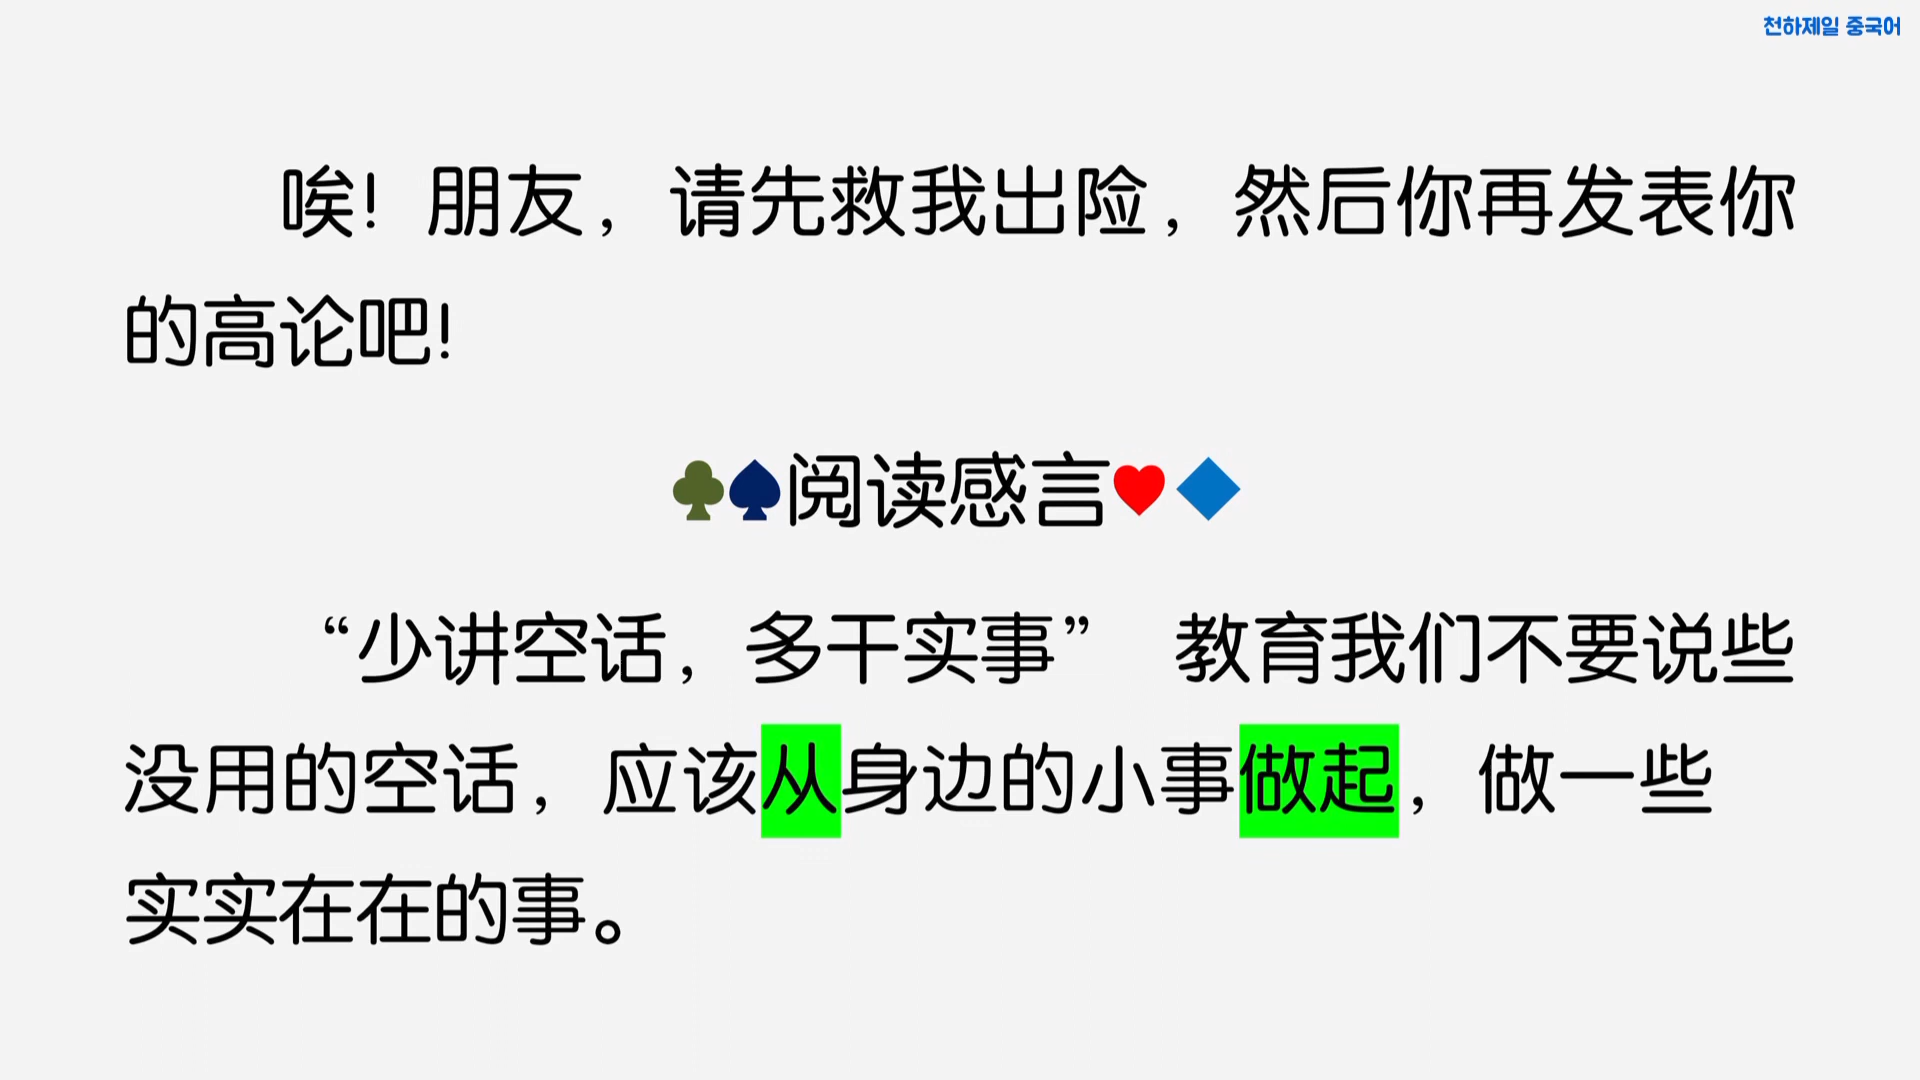 천하제일 중국어
唉！朋友，请先救我出险，然后你再发表你
的高论吧！
♣♠阅读感言♥◆
“少讲空话，多干实事” 教育我们不要说些
没用的空话，应该从身边的小事做起，做一些
实实在在的事。